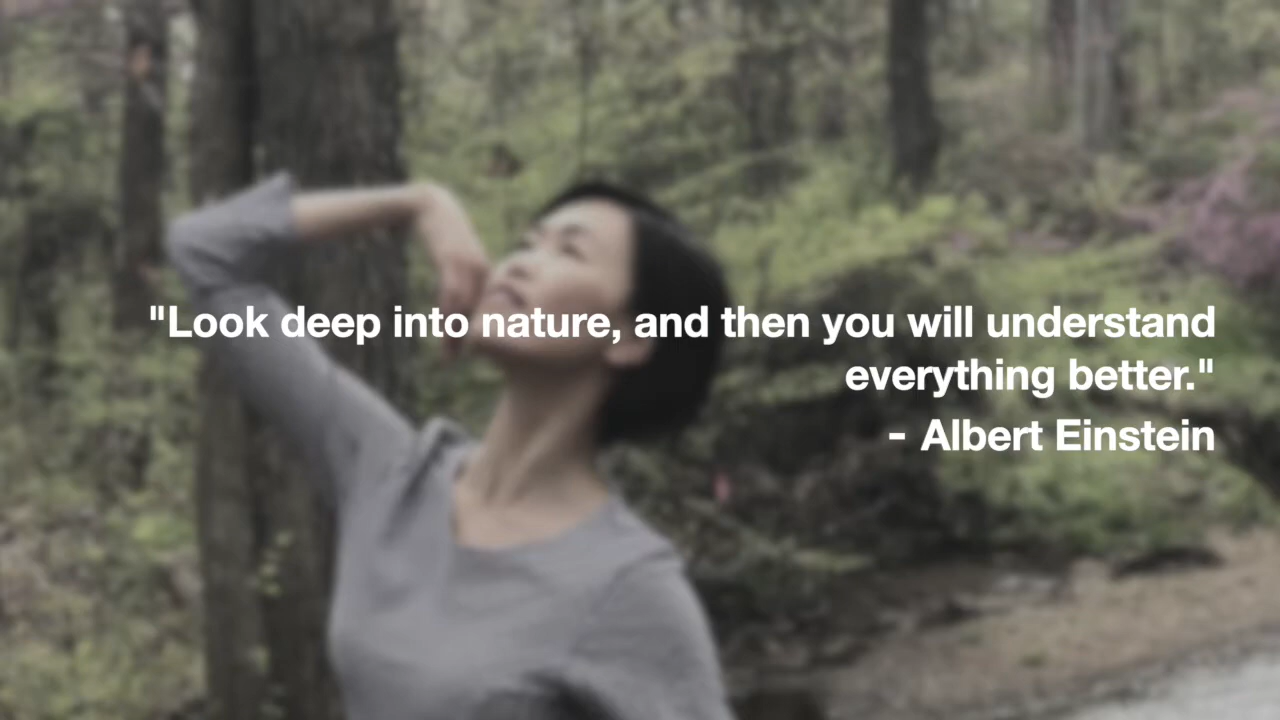 "Look deep into nature, and then you will understand
everything better."
- Albert Einstein